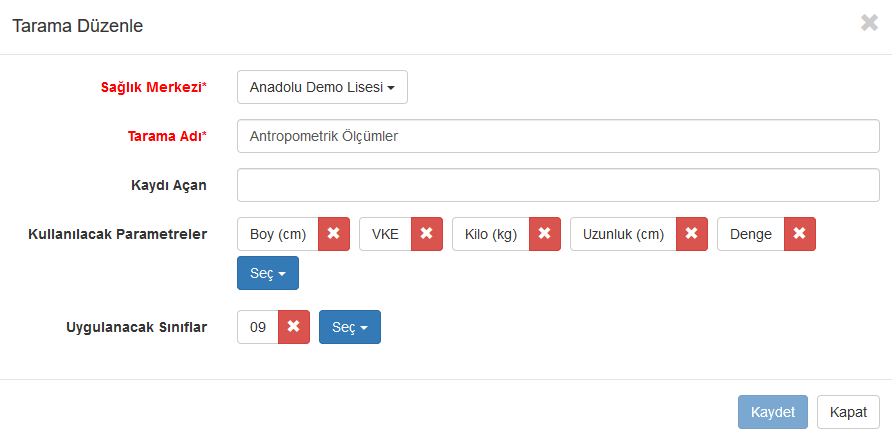 Tarama Düzenle
Sağlık Merkezi* Anadolu Demo Lisesi
Tarama Adı* Antropometrik Ölçümler
Kaydı Açan
Kullanılacak Parametreler Boy (cm) VKE Kilo (kg) Uzunluk (cm) Denge
Seç
Uygulanacak Sınıflar 09 Seç
Kaydet Kapat